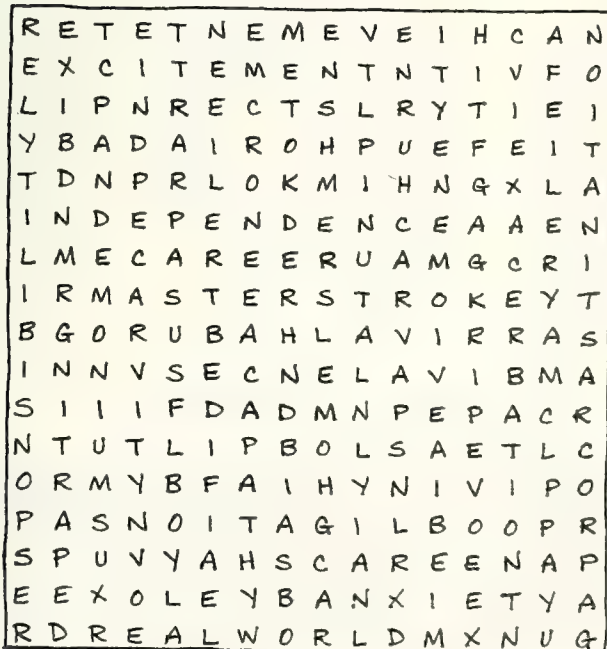 R E T E T N E M E V E I H C A N
E X C I T E M E N T N T I V F O
L I P N R E C T S L R Y T I E I
Y B A D A I R O H P U E F E I T
T D N P R L O K M I H N G X L A
I N D E P E N D E N C E A A E N
L M E C A R E E R U A M G C R I
I R M A S T E R S T R O K E Y T
B G O R U B A H L A V I R R A S
I N N V S E C N E L A V I B M A
S I I I F D A D M N P E P A C R
N T U T L I P B O L S A E T L C
O R M Y B F A I H Y N I V I P O
P A S N O I T A G I L B O O P R
S P U V Y A H S C A R E E N A P
E E X O L E Y B A N X I E T Y A
R D R E A L W O R L D M X N U G